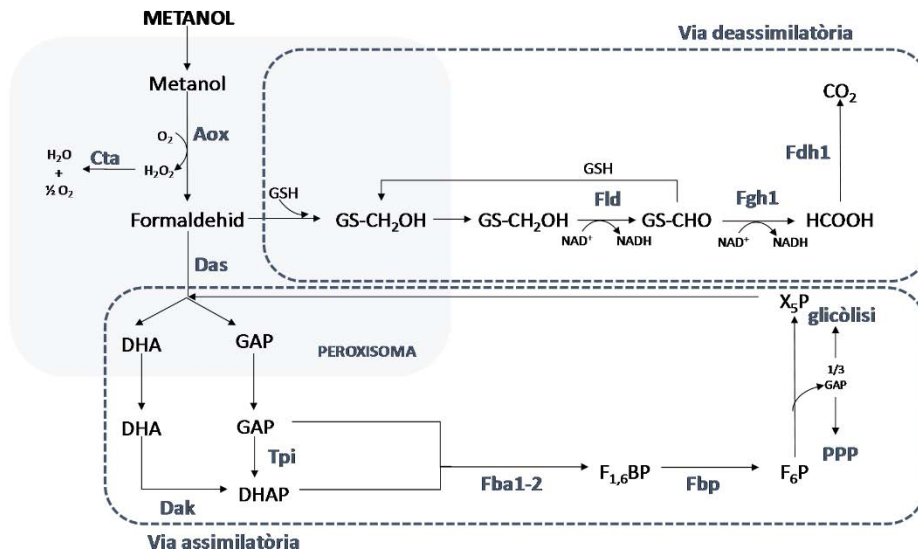 METANOL
Via deassimilatòria
Metanol
CO₂
O₂
Aox
H₂O
+
½ O₂
Cta
H₂O₂
Fdh1
GSH
Formaldehid
GSH
GS-CH₂OH
GS-CH₂OH
Fld
NAD⁺
NADH
GS-CHO
Fgh1
NAD⁺
NADH
HCOOH
Das
X₅P
glicòlisi
DHA
GAP
PEROXISOMA
1/3
GAP
DHA
GAP
Tpi
PPP
DHAP
Dak
Fba1-2
F₁,₆BP
Fbp
F₆P
Via assimilatòria